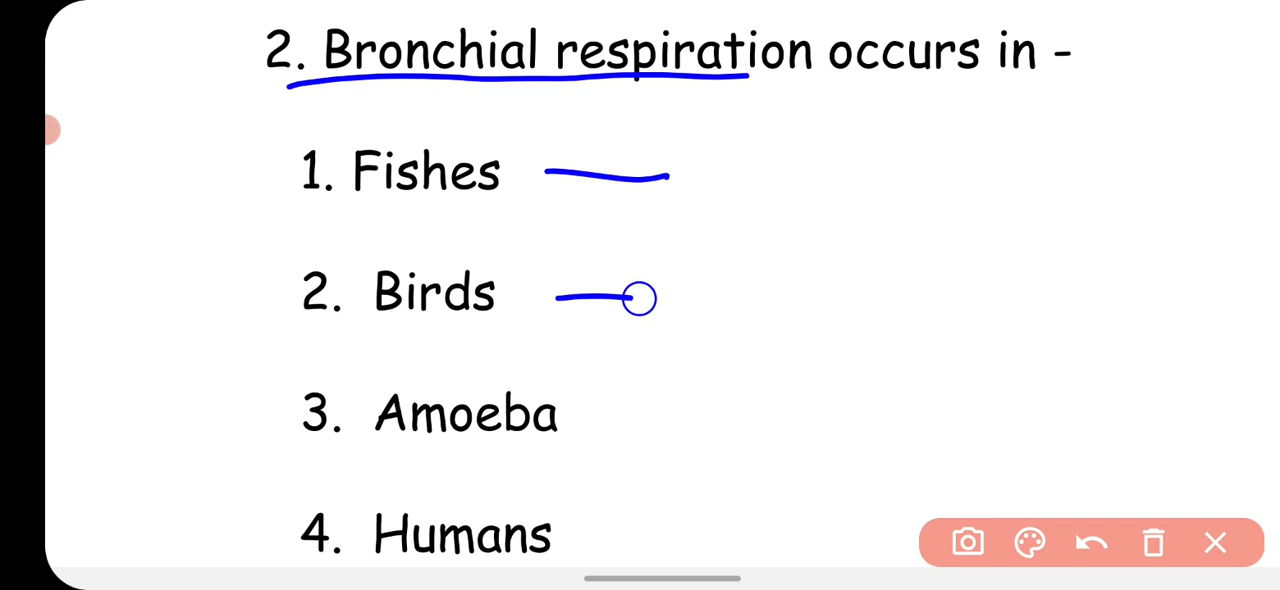 2. Bronchial respiration occurs in -
1. Fishes
2. Birds
3. Amoeba
4. Humans